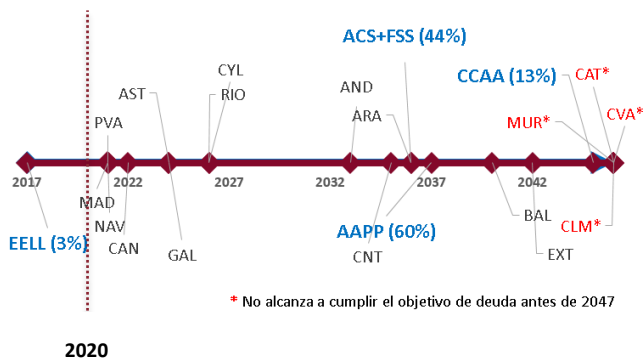 ACS+FSS (44%)
CYL
CCAA (13%)
CAT*
AST
RIO
AND
ARA
CVA*
PVA
MUR*
2017
2022
2027
2032
2037
2042
MAD
NAV
BAL
CLM*
EELL (3%)
CAN
GAL
AAPP (60%)
CNT
EXT
* No alcanza a cumplir el objetivo de deuda antes de 2047
2020